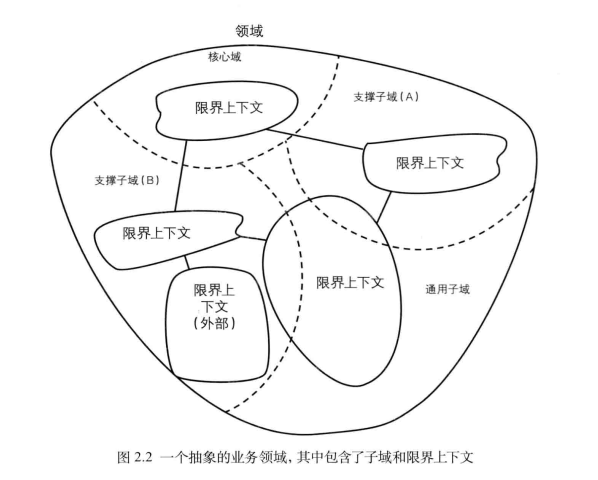 领域
核心域
支撑子域(A)
限界上下文
限界上下文
支撑子域(B)
限界上下文
限界上
下文
(外部)
限界上下文
通用子域
图 2.2 一个抽象的业务领域，其中包含了子域和限界上下文